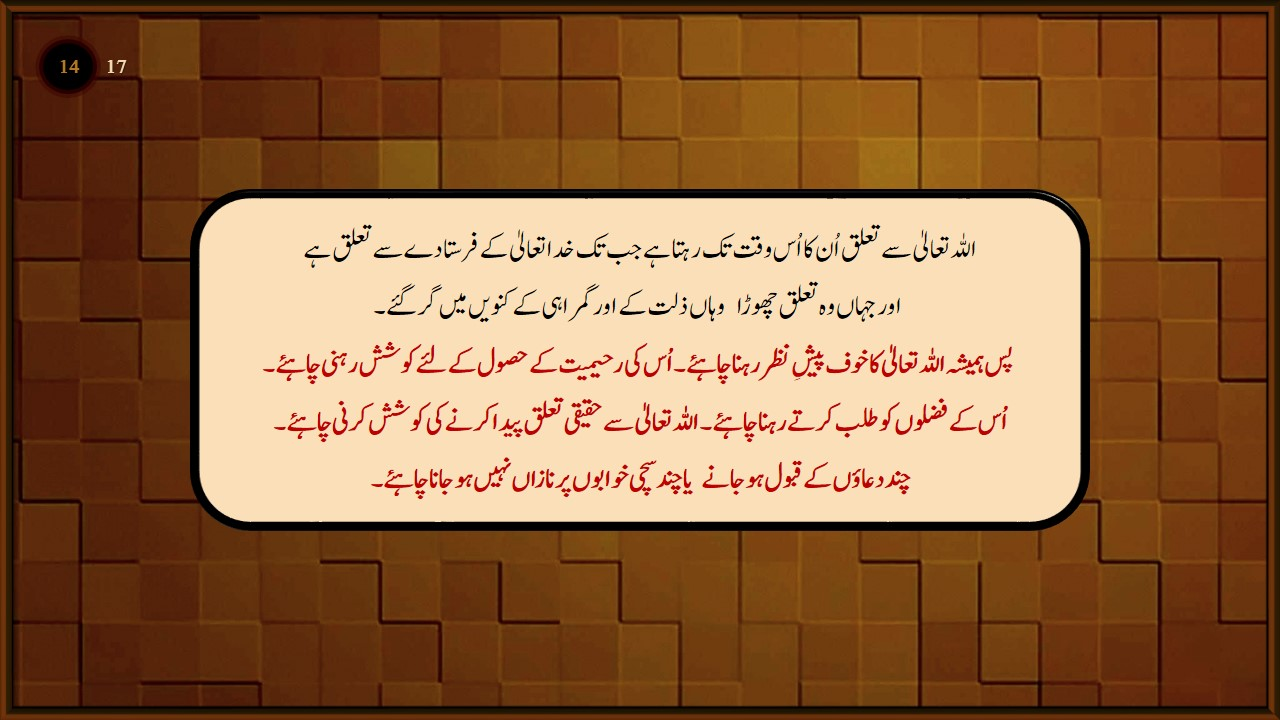 14 17
اللہ تعالیٰ سے تعلق اُن کا اُس وقت تک رہتا ہے جب تک خدا تعالیٰ کے فرستادے سے تعلق ہے
اور جہاں وہ تعلق چھوڑا وہاں ذلت کے اور گمراہی کے کنویں میں گر گئے۔
پس ہمیشہ اللہ تعالیٰ کا خوف پیشِ نظر رہنا چاہئے۔ اُس کی رحیمیت کے حصول کے لئے کوشش رہنی چاہئے۔
اُس کے فضلوں کو طلب کرتے رہنا چاہئے۔ اللہ تعالیٰ سے حقیقی تعلق پیدا کرنے کی کوشش کرنی چاہئے۔
چند دعاؤں کے قبول ہو جانے یا چند سچی خوابوں پر نازاں نہیں ہو جانا چاہئے۔